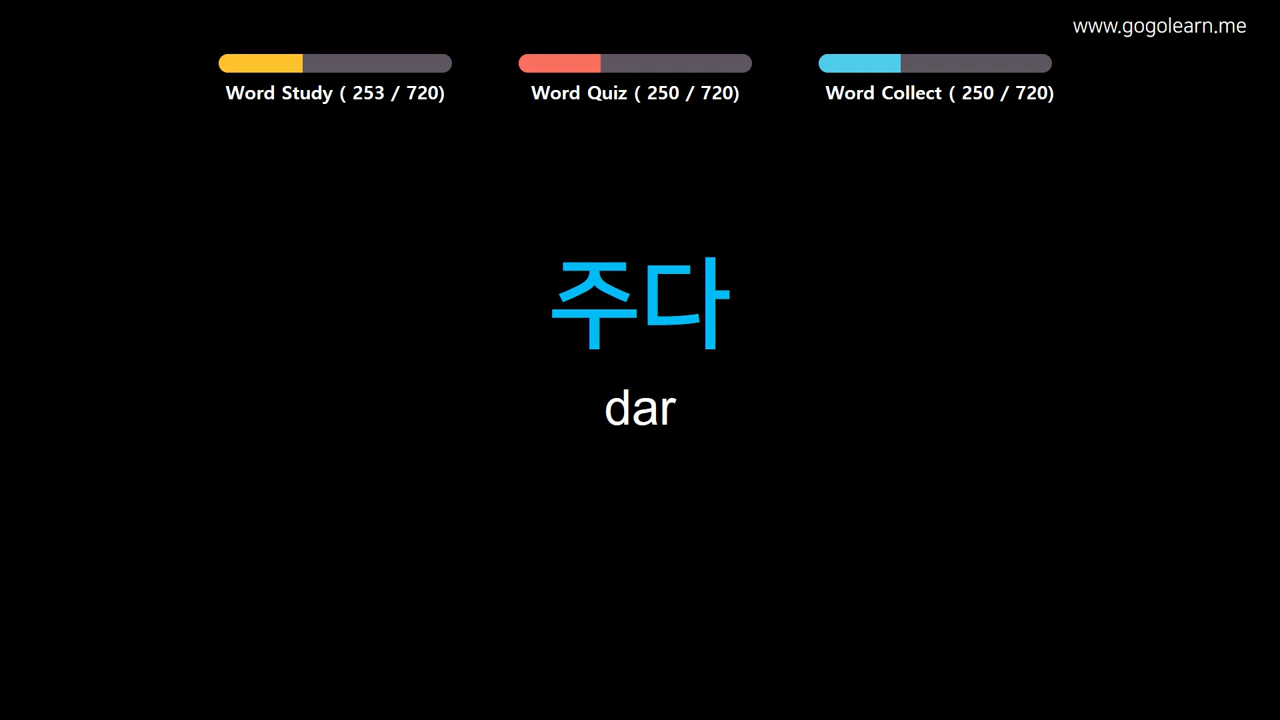 www.gogolearn.me
Word Study ( 253 / 720)
Word Quiz ( 250 / 720)
Word Collect ( 250 / 720)
주다
dar